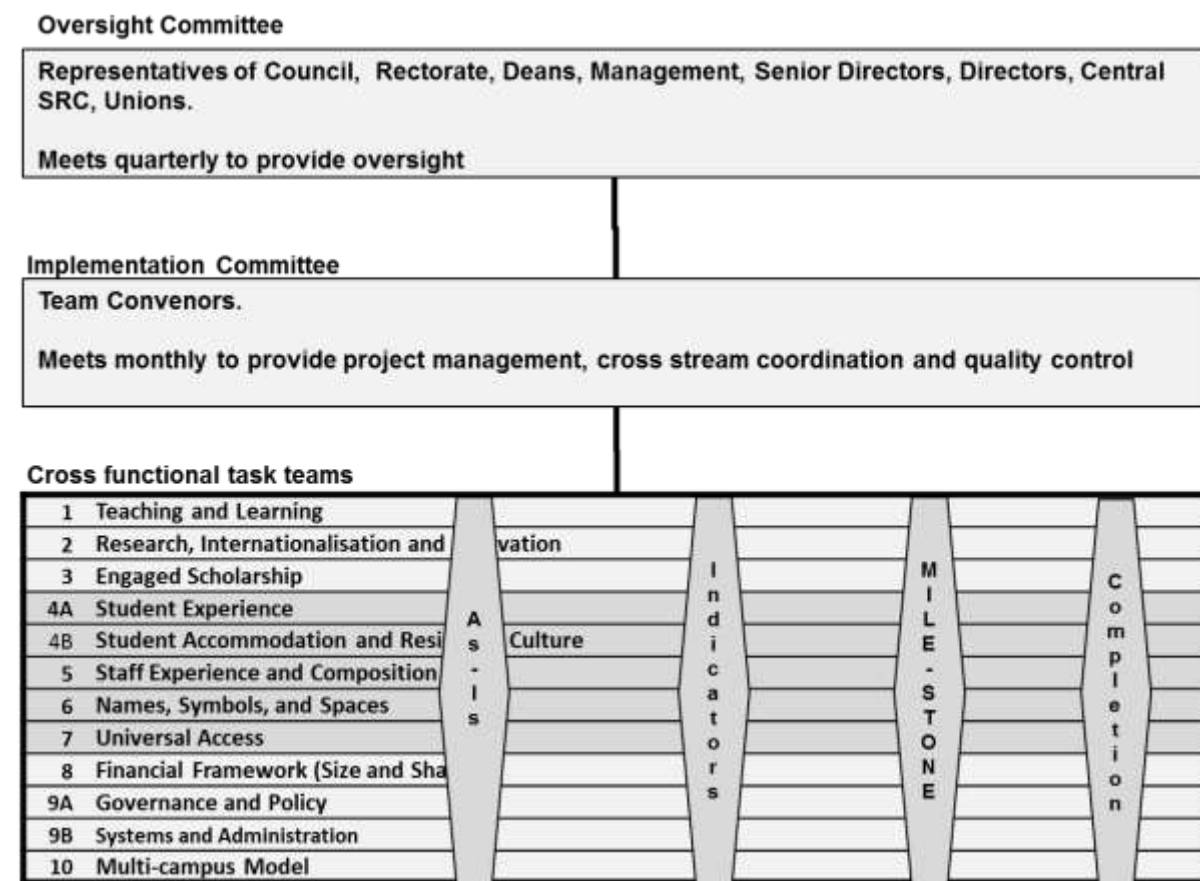 Oversight Committee
Representatives of Council, Rectorate, Deans, Management, Senior Directors, Directors, Central
SRC, Unions.
Meets quarterly to provide oversight
Implementation Committee
Team Convenors.
Meets monthly to provide project management, cross stream coordination and quality control
Cross functional task teams
1 Teaching and Learning
2 Research, Internationalisation and vation
3 Engaged Scholarship
4A Student Experience
4B Student Accommodation and Resi Culture
5 Staff Experience and Composition
6 Names, Symbols, and Spaces
7 Universal Access
8 Financial Framework (Size and Sha
9A Governance and Policy
9B Systems and Administration
10 Multi-campus Model
As-Is
Indicators
MILE-STONE
Completion